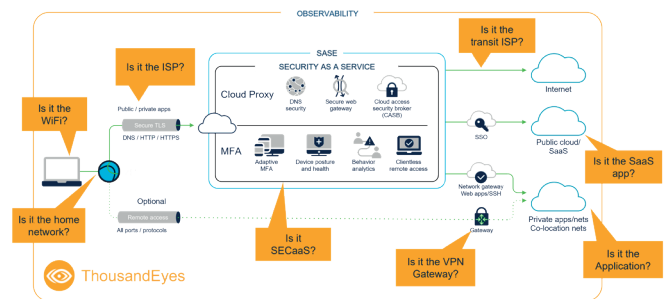 OBSERVABILITY
Is it the
transit ISP?
Is it the ISP?
SASE
SECURITY AS A SERVICE
Cloud Proxy
DNS
security
Secure web
gateway
Cloud access
security broker
(CASB)
Internet
Public / private apps
Secure TLS
DNS / HTTP / HTTPS
Is it the
WiFi?
SSO
Public cloud/
SaaS
MFA
Adaptive
MFA
Device posture
and health
Behavior
analytics
Clientless
remote access
Is it the SaaS
app?
Network gateway
Web apps/SSH
Is it the home
network?
Optional
Remote access
All ports / protocols
Is it
SECaaS?
Gateway
Is it the VPN
Gateway?
Private apps/nets
Co-location nets
Is it the
Application?
ThousandEyes